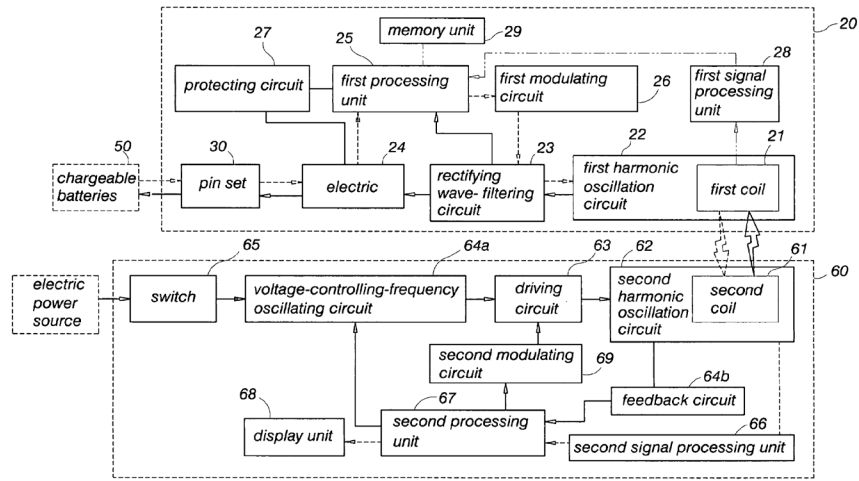 20
memory unit
29
27
25
28
protecting circuit
first processing
unit
first modulating
circuit
26
first signal
processing
unit
22
21
50
30
24
23
chargeable
batteries
pin set
electric
rectifying
wave- filtering
circuit
first harmonic
oscillation
circuit
first coil
65
64a
63
62
61
60
electric
power
source
switch
voltage-controlling-frequency
oscillating circuit
driving
circuit
second
harmonic
oscillation
circuit
second
coil
second modulating
circuit
69
64b
68
67
feedback circuit
66
display unit
second processing
unit
second signal processing unit